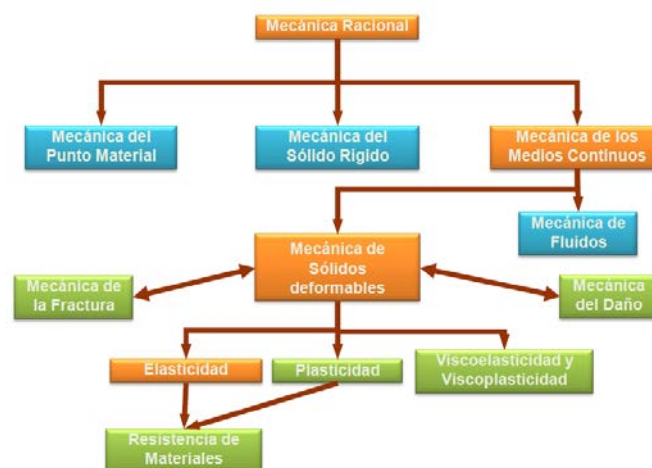 Mecánica Racional
Mecánica del
Punto Material
Mecánica del
Sólido Rígido
Mecánica de los
Medios Continuos
Mecánica de
Fluidos
Mecánica de
Sólidos
deformables
Mecánica de
la Fractura
Mecánica
del Daño
Elasticidad
Plasticidad
Viscoelasticidad y
Viscoplasticidad
Resistencia de
Materiales